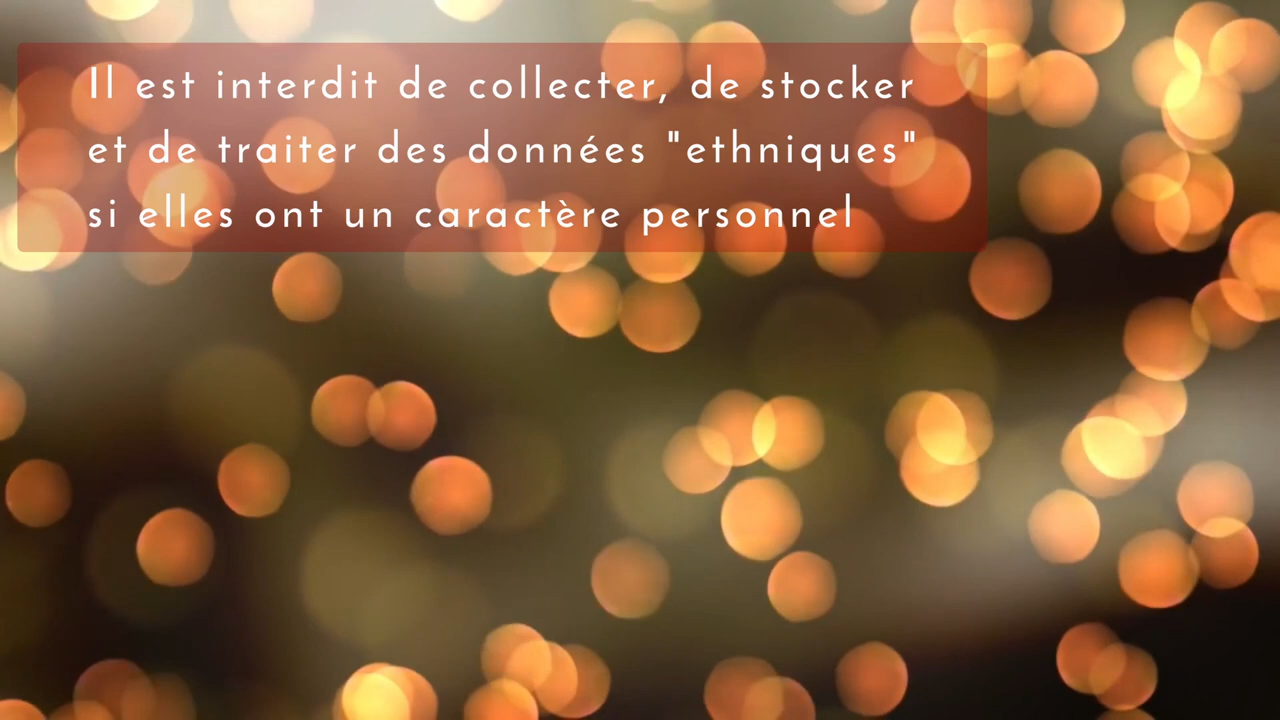 Il est interdit de collecter, de stocker
et de traiter des données "ethniques"
si elles ont un caractère personnel